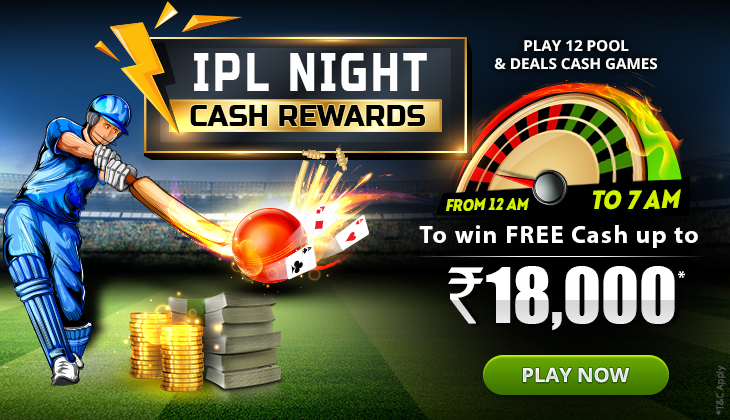 IPL NIGHT
CASH REWARDS
PLAY 12 POOL
& DEALS CASH GAMES
FROM 12 AM TO 7 AM
To win FREE Cash up to
₹18,000*
PLAY NOW
*T&C Apply